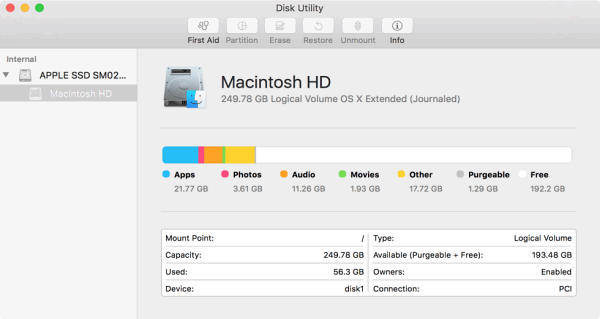 Disk Utility
First Aid Partition Erase Restore Unmount Info
Internal
APPLE SSD SM02...
Macintosh HD
Macintosh HD
249.78 GB Logical Volume OS X Extended (Journaled)
Apps Photos Audio Movies Other Purgeable Free
21.77 GB 3.61 GB 11.26 GB 1.93 GB 17.72 GB 1.29 GB 192.2 GB
Mount Point: / Type: Logical Volume
Capacity: 249.78 GB Available (Purgeable + Free): 193.48 GB
Used: 56.3 GB Owners: Enabled
Device: disk1 Connection: PCI